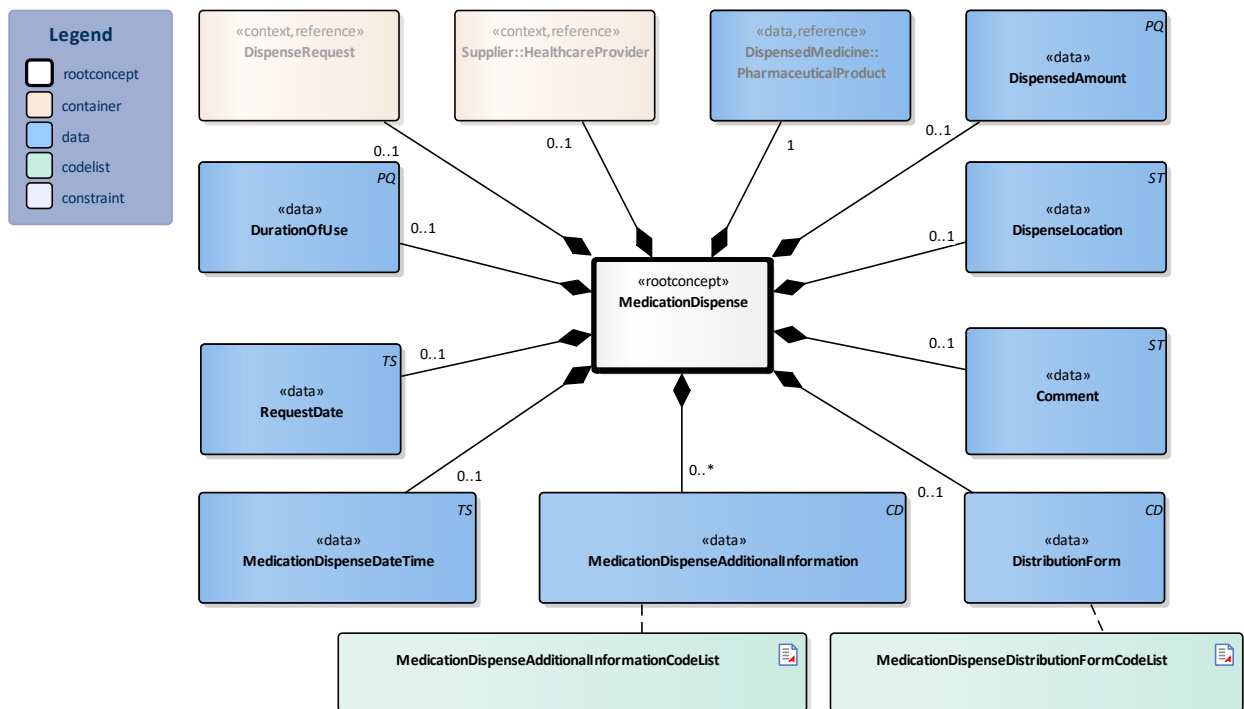 Legend
rootconcept
container
data
codelist
constraint
«context,reference»
DispenseRequest
0..1
«context,reference»
Supplier::HealthcareProvider
0..1
«data,reference»
DispensedMedicine::
PharmaceuticalProduct
1
PQ
«data»
DispensedAmount
0..1
PQ
«data»
DurationOfUse
0..1
ST
«data»
DispenseLocation
0..1
«rootconcept»
MedicationDispense
TS
«data»
RequestDate
0..1
ST
«data»
Comment
0..1
TS
«data»
MedicationDispenseDateTime
0..1
CD
«data»
MedicationDispenseAdditionalInformation
0..*
CD
«data»
DistributionForm
0..1
MedicationDispenseAdditionalInformationCodeList
MedicationDispenseDistributionFormCodeList